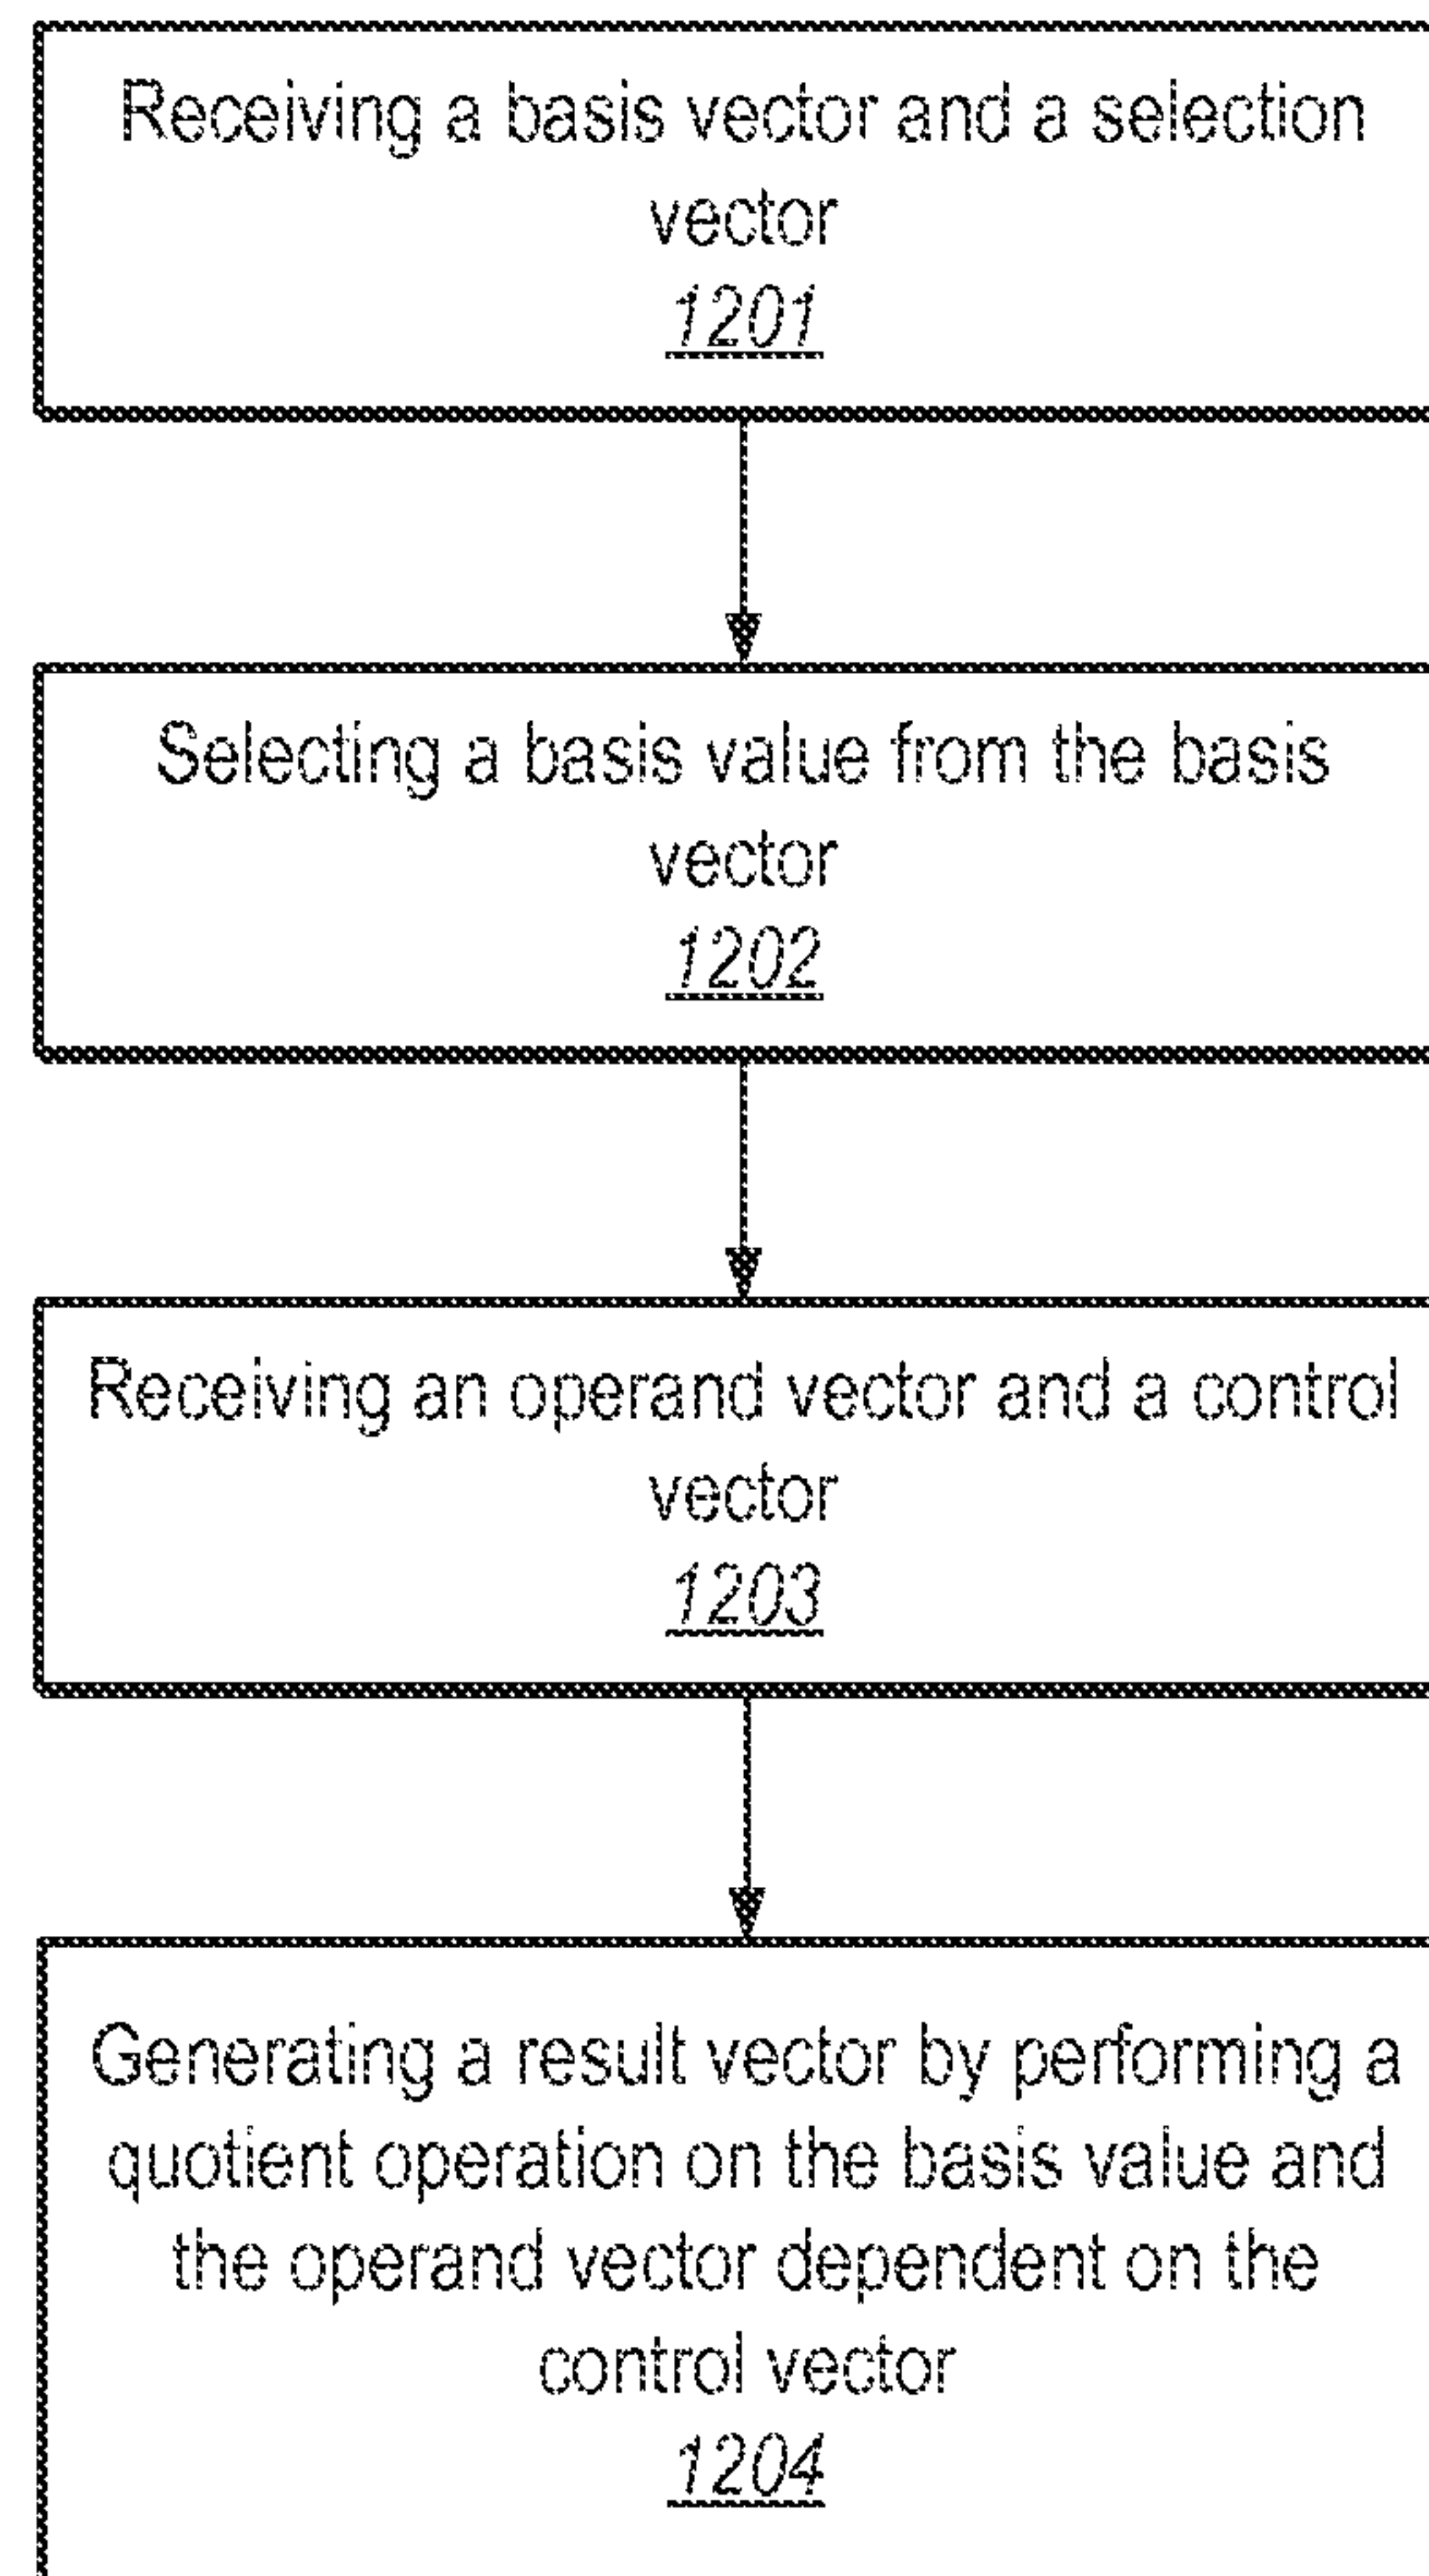 Receiving a basis vector and a selection
vector
1201
Selecting a basis value from the basis
vector
1202
Receiving an operand vector and a control
vector
1203
Generating a result vector by performing a
quotient operation on the basis value and
the operand vector dependent on the
control vector
1204